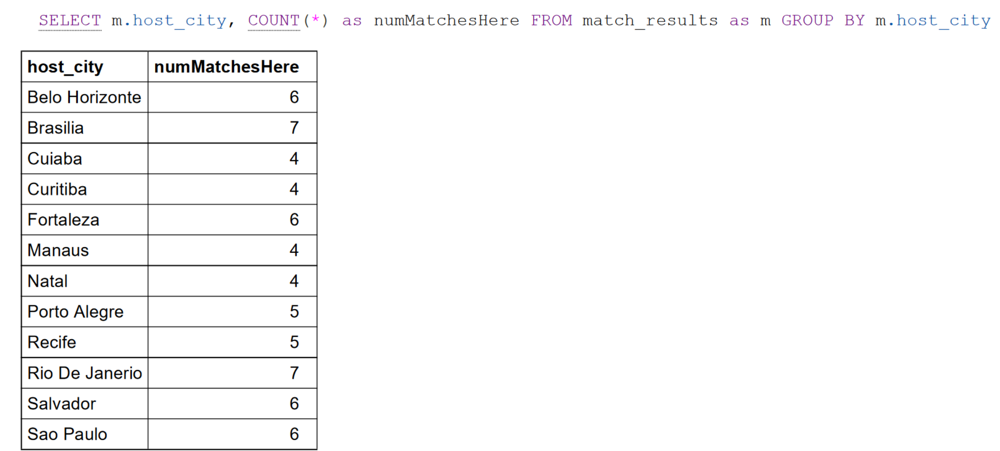 SELECT m.host_city, COUNT(*) as numMatchesHere FROM match_results as m GROUP BY m.host_city
host_city numMatchesHere
Belo Horizonte 6
Brasilia 7
Cuiaba 4
Curitiba 4
Fortaleza 6
Manaus 4
Natal 4
Porto Alegre 5
Recife 5
Rio De Janerio 7
Salvador 6
Sao Paulo 6